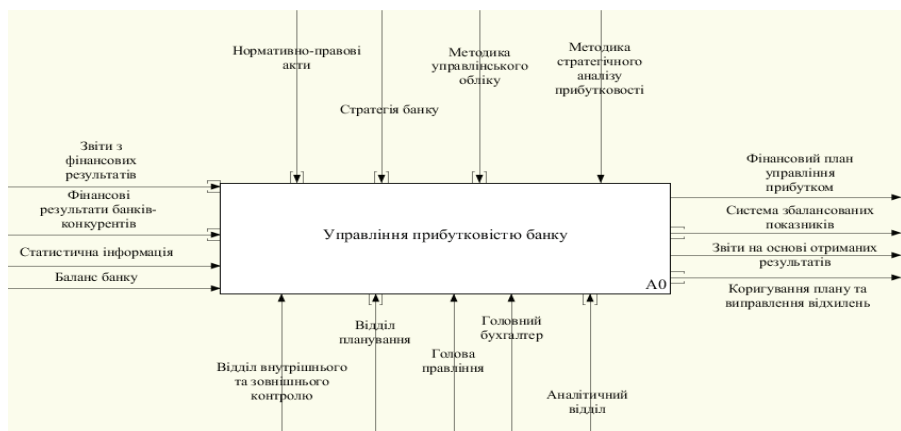 Нормативно-правові
акти
Стратегія банку
Методика
управлінського
обліку
Методика
стратегічного
аналізу
прибутковості
Звіти з
фінансових
результатів
Фінансові
результати банків-
конкурентів
Статистична інформація
Баланс банку
Управління прибутковістю банку
A0
Фінансовий план
управління
прибутком
Система збалансованих
показників
Звіти на основі отриманих
результатів
Коригування плану та
виправлення відхилень
Відділ внутрішнього
та зовнішнього
контролю
Відділ
планування
Голова
правління
Головний
бухгалтер
Аналітичний
відділ